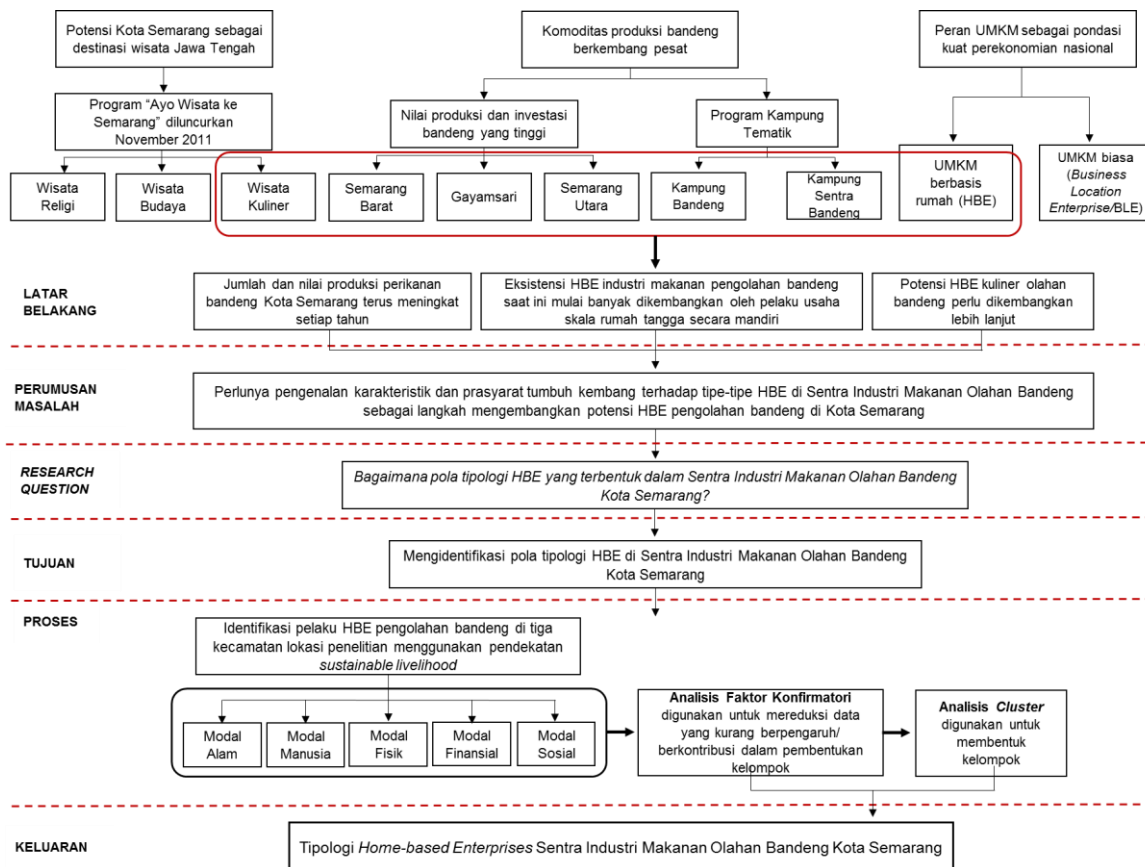 Potensi Kota Semarang sebagai
destinasi wisata Jawa Tengah
Komoditas produksi bandeng
berkembang pesat
Peran UMKM sebagai pondasi
kuat perekonomian nasional
Program “Ayo Wisata ke
Semarang” diluncurkan
November 2011
Nilai produksi dan investasi
bandeng yang tinggi
Program Kampung
Tematik
Wisata
Religi
Wisata
Budaya
Wisata
Kuliner
Semarang
Barat
Gayamsari
Semarang
Utara
Kampung
Bandeng
Kampung
Sentra
Bandeng
UMKM
berbasis
rumah (HBE)
UMKM biasa
(Business
Location
Enterprise/BLE)
LATAR
BELAKANG
Jumlah dan nilai produksi perikanan
bandeng Kota Semarang terus meningkat
setiap tahun
Eksistensi HBE industri makanan pengolahan bandeng
saat ini mulai banyak dikembangkan oleh pelaku usaha
skala rumah tangga secara mandiri
Potensi HBE kuliner olahan
bandeng perlu dikembangkan
lebih lanjut
PERUMUSAN
MASALAH
Perlunya pengenalan karakteristik dan prasyarat tumbuh kembang terhadap tipe-tipe HBE di Sentra Industri Makanan Olahan Bandeng
sebagai langkah mengembangkan potensi HBE pengolahan bandeng di Kota Semarang
RESEARCH
QUESTION
Bagaimana pola tipologi HBE yang terbentuk dalam Sentra Industri Makanan Olahan Bandeng
Kota Semarang?
TUJUAN
Mengidentifikasi pola tipologi HBE di Sentra Industri Makanan Olahan Bandeng
Kota Semarang
PROSES
Identifikasi pelaku HBE pengolahan bandeng di tiga
kecamatan lokasi penelitian menggunakan pendekatan
sustainable livelihood
Modal
Alam
Modal
Manusia
Modal
Fisik
Modal
Finansial
Modal
Sosial
Analisis Faktor Konfirmatori
digunakan untuk mereduksi data
yang kurang berpengaruh/
berkontribusi dalam pembentukan
kelompok
Analisis Cluster
digunakan untuk
membentuk
kelompok
KELUARAN
Tipologi Home-based Enterprises Sentra Industri Makanan Olahan Bandeng Kota Semarang